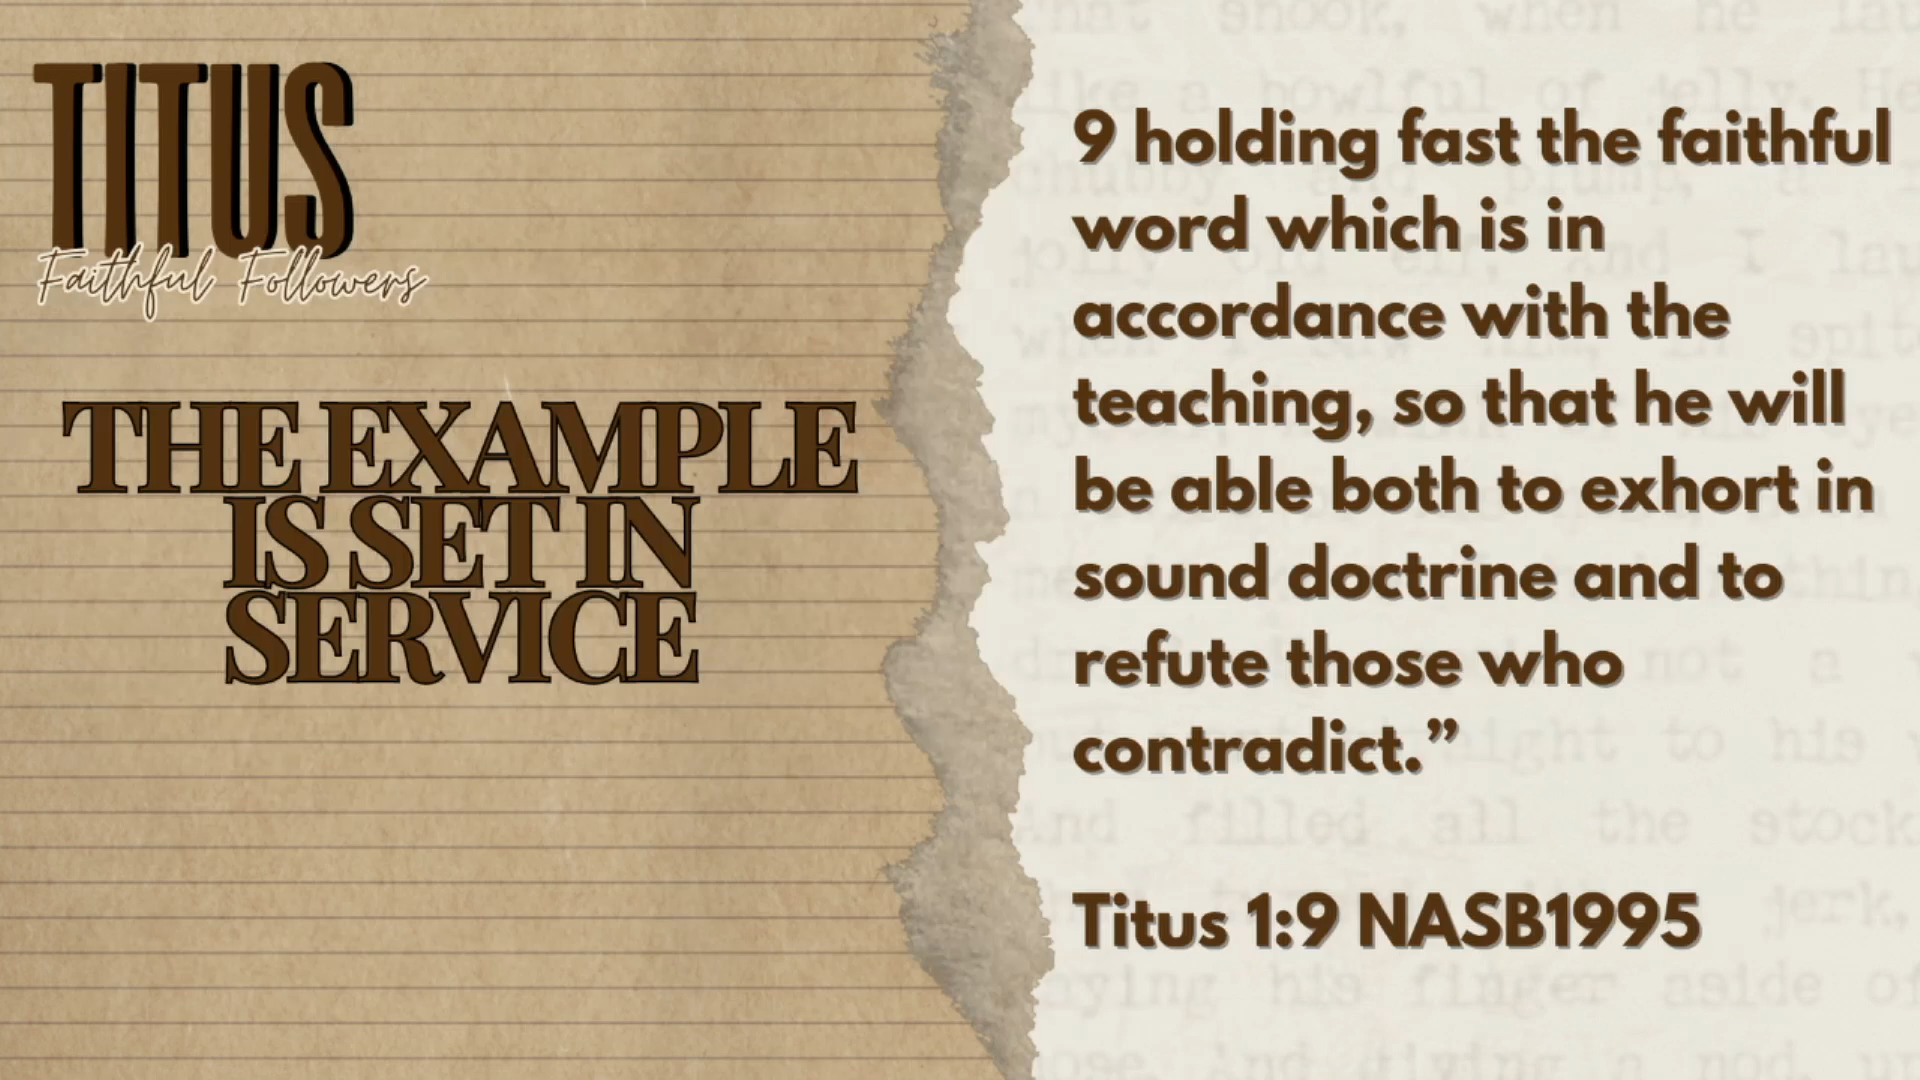 TITUS
Faithful Followers
THE EXAMPLE
IS SET IN
SERVICE
9 holding fast the faithful
word which is in
accordance with the
teaching, so that he will
be able both to exhort in
sound doctrine and to
refute those who
contradict.”
Titus 1:9 NASB1995